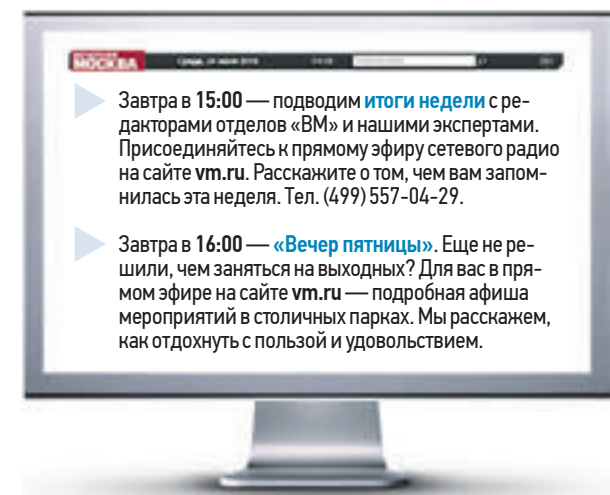 МОСКВА
Завтра в 15:00 — подводим итоги недели с ре-
дакторами отделов «ВМ» и нашими экспертами.
Присоединяйтесь к прямому эфиру сетевого радио
на сайте vm.ru. Расскажите о том, чем вам запом-
нилась эта неделя. Тел. (499) 557-04-29.
Завтра в 16:00 — «Вечер пятницы». Еще не ре-
шили, чем заняться на выходных? Для вас в пря-
мом эфире на сайте vm.ru — подробная афиша
мероприятий в столичных парках. Мы расскажем,
как отдохнуть с пользой и удовольствием.